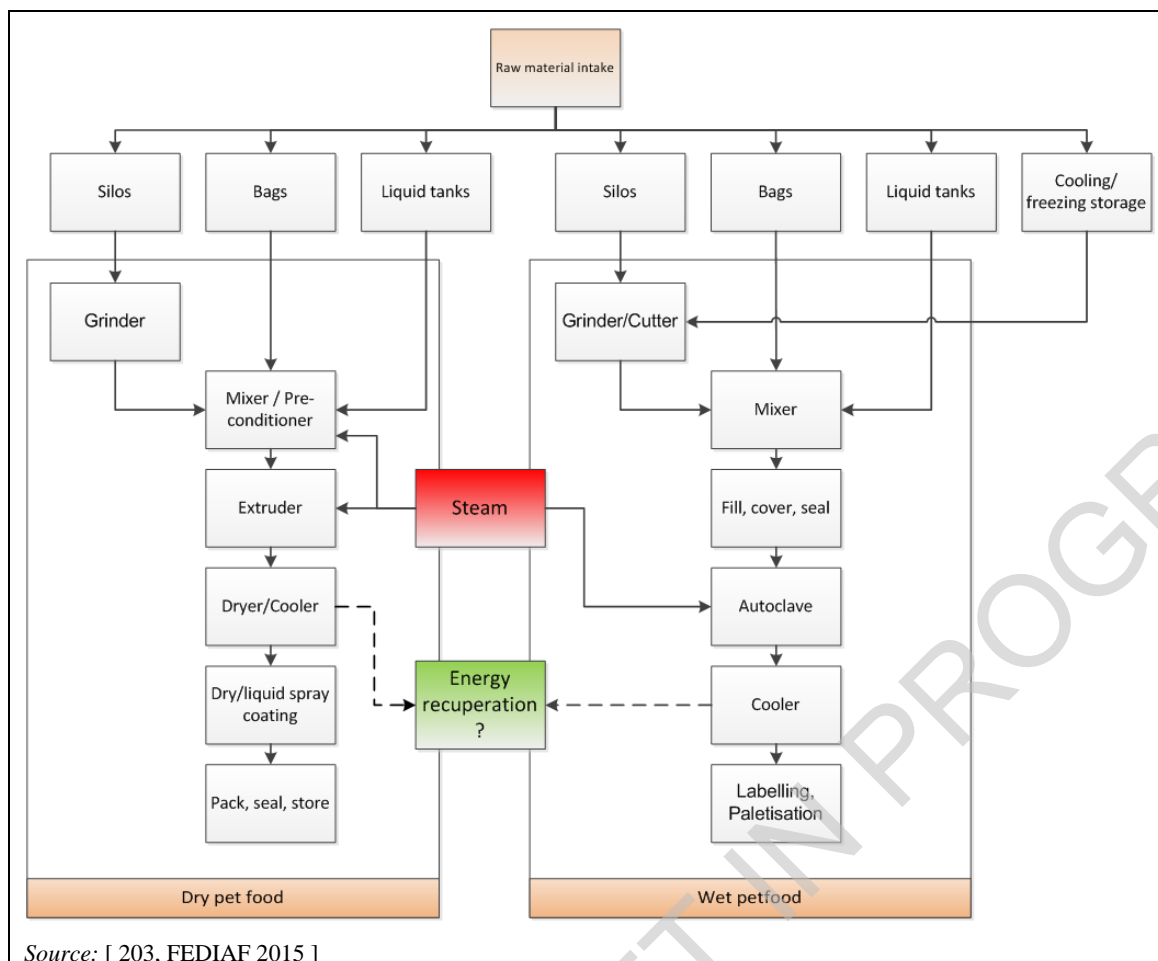 Raw material intake
Silos
Bags
Liquid tanks
Silos
Bags
Liquid tanks
Cooling/
freezing storage
Grinder
Grinder/Cutter
Mixer / Pre-
conditioner
Mixer
Extruder
Steam
Fill, cover, seal
Dryer/Cooler
Autoclave
Dry/liquid spray
coating
Energy
recuperation
?
Cooler
Pack, seal, store
Labelling,
Paletisation
Dry pet food
Wet petfood
Source: [ 203, FEDIAF 2015 ]
T IN PROGR